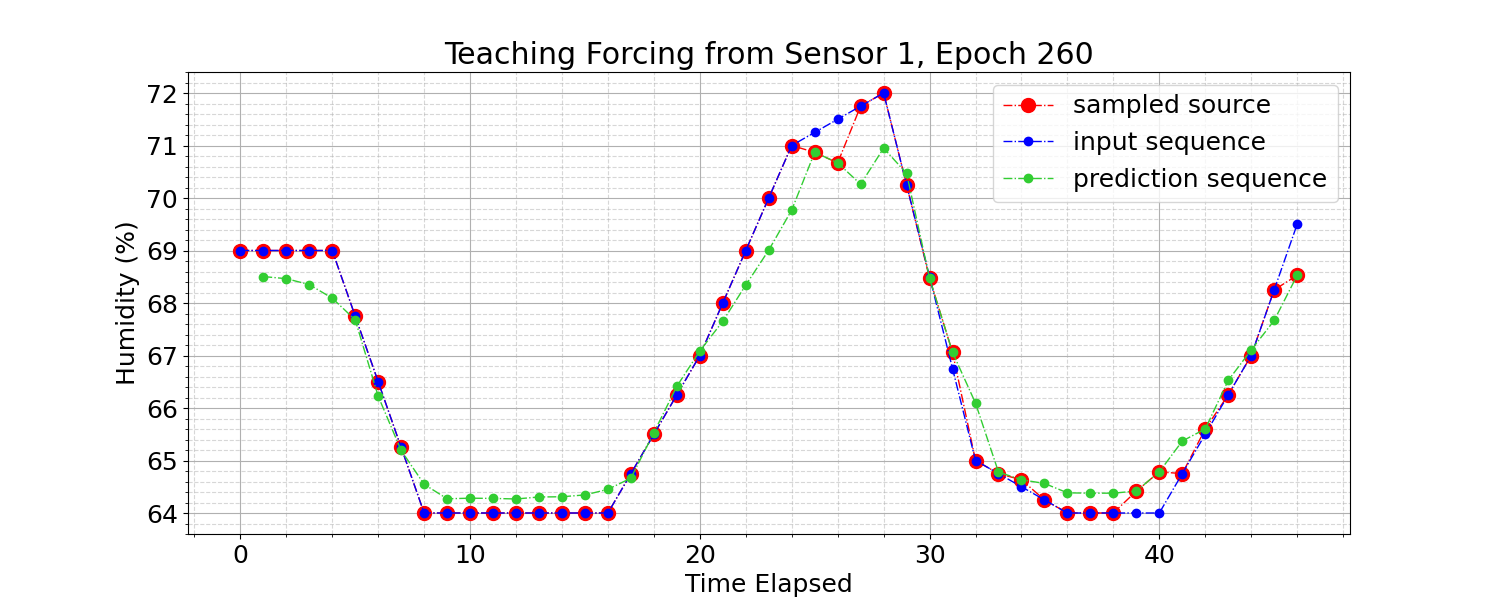 Teaching Forcing from Sensor 1, Epoch 260
sampled source
input sequence
prediction sequence
Humidity (%)
72
71
70
69
68
67
66
65
64
0 10 20 30 40
Time Elapsed